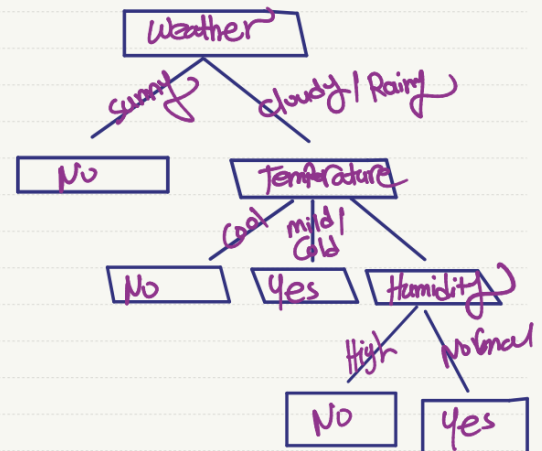 Weather
Sunny
Cloudy / Rainy
No
Temperature
Cool
mild /
Cold
No
Yes
Humidity
High
Normal
No
Yes